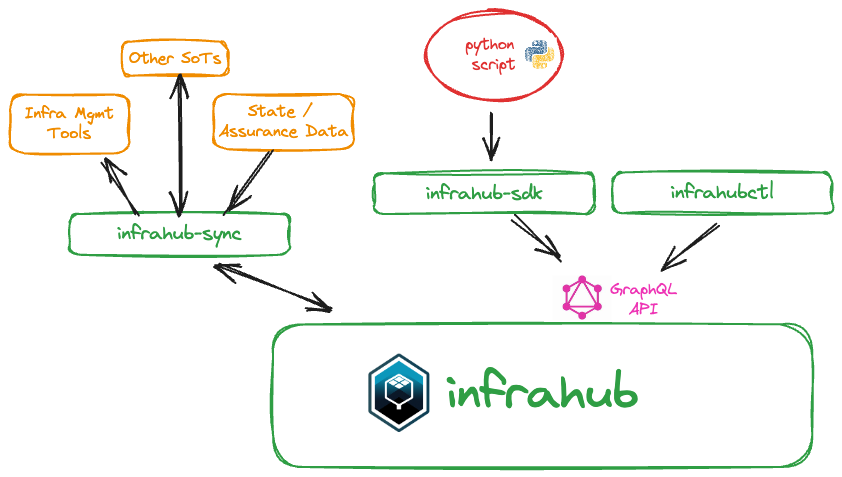 Other SoTs
Infra Mgmt
Tools
State /
Assurance Data
infrahub-sync
python
script
infrahub-sdk
infrahubctl
GraphQL
API
infrahub